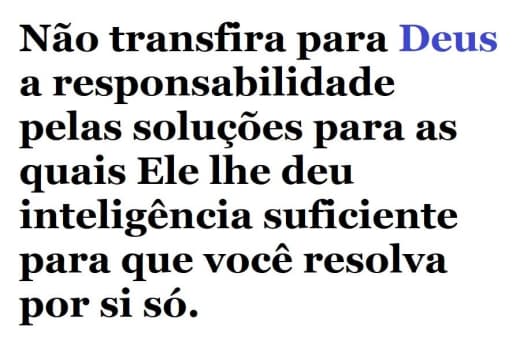 Não transfira para Deus
a responsabilidade
pelas soluções para as
quais Ele lhe deu
inteligência suficiente
para que você resolva
por si só.